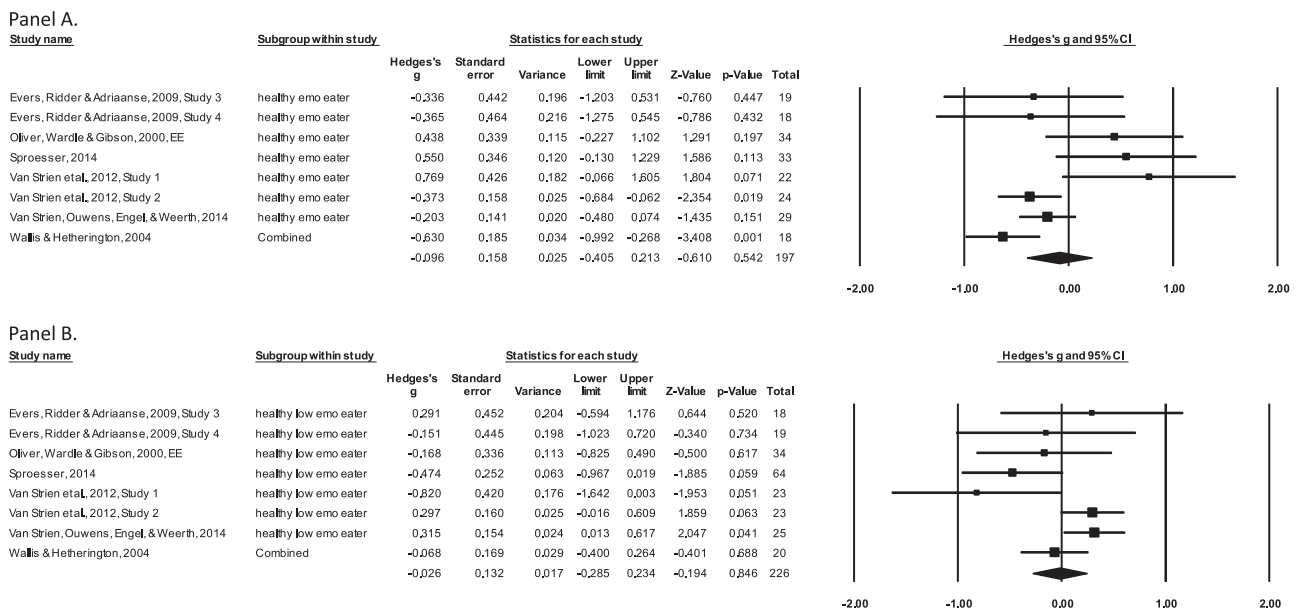 Panel A.
Study name Subgroup within study Statistics for each study Hedges's g and 95% CI
Hedges's Standard Lower Upper
g error Variance limit limit Z-Value p-Value Total
Evers, Ridder & Adriaanse, 2009, Study 3 healthy emo eater -0.336 0.442 0.196 -1.203 0.531 -0.760 0.447 19
Evers, Ridder & Adriaanse, 2009, Study 4 healthy emo eater -0.365 0.464 0.216 -1.275 0.545 -0.786 0.432 18
Oliver, Wardle & Gibson, 2000, EE healthy emo eater 0.438 0.339 0.115 -0.227 1.102 1.291 0.197 34
Sproesser, 2014 healthy emo eater 0.550 0.346 0.120 -0.130 1.229 1.586 0.113 33
Van Strien et al., 2012, Study 1 healthy emo eater 0.769 0.426 0.182 -0.066 1.605 1.804 0.071 22
Van Strien et al., 2012, Study 2 healthy emo eater -0.373 0.158 0.025 -0.684 -0.062 -2.354 0.019 24
Van Strien, Ouwens, Engel, & Weerth, 2014 healthy emo eater -0.203 0.141 0.020 -0.480 0.074 -1.435 0.151 29
Wallis & Hetherington, 2004 Combined -0.630 0.185 0.034 -0.992 -0.268 -3.408 0.001 18
-0.096 0.158 0.025 -0.405 0.213 -0.610 0.542 197
-2.00 -1.00 0.00 1.00 2.00
Panel B.
Study name Subgroup within study Statistics for each study Hedges's g and 95% CI
Hedges's Standard Lower Upper
g error Variance limit limit Z-Value p-Value Total
Evers, Ridder & Adriaanse, 2009, Study 3 healthy low emo eater 0.291 0.452 0.204 -0.594 1.176 0.644 0.520 18
Evers, Ridder & Adriaanse, 2009, Study 4 healthy low emo eater -0.151 0.445 0.198 -1.023 0.720 -0.340 0.734 19
Oliver, Wardle & Gibson, 2000, EE healthy low emo eater -0.168 0.336 0.113 -0.825 0.490 -0.500 0.617 34
Sproesser, 2014 healthy low emo eater -0.474 0.252 0.063 -0.967 0.019 -1.885 0.059 64
Van Strien et al., 2012, Study 1 healthy low emo eater -0.820 0.420 0.176 -1.642 0.003 -1.953 0.051 23
Van Strien et al., 2012, Study 2 healthy low emo eater 0.297 0.160 0.025 -0.016 0.609 1.859 0.063 23
Van Strien, Ouwens, Engel, & Weerth, 2014 healthy low emo eater 0.315 0.154 0.024 0.013 0.617 2.047 0.041 25
Wallis & Hetherington, 2004 Combined -0.068 0.169 0.029 -0.400 0.264 -0.401 0.688 20
-0.026 0.132 0.017 -0.285 0.234 -0.194 0.846 226
-2.00 -1.00 0.00 1.00 2.00